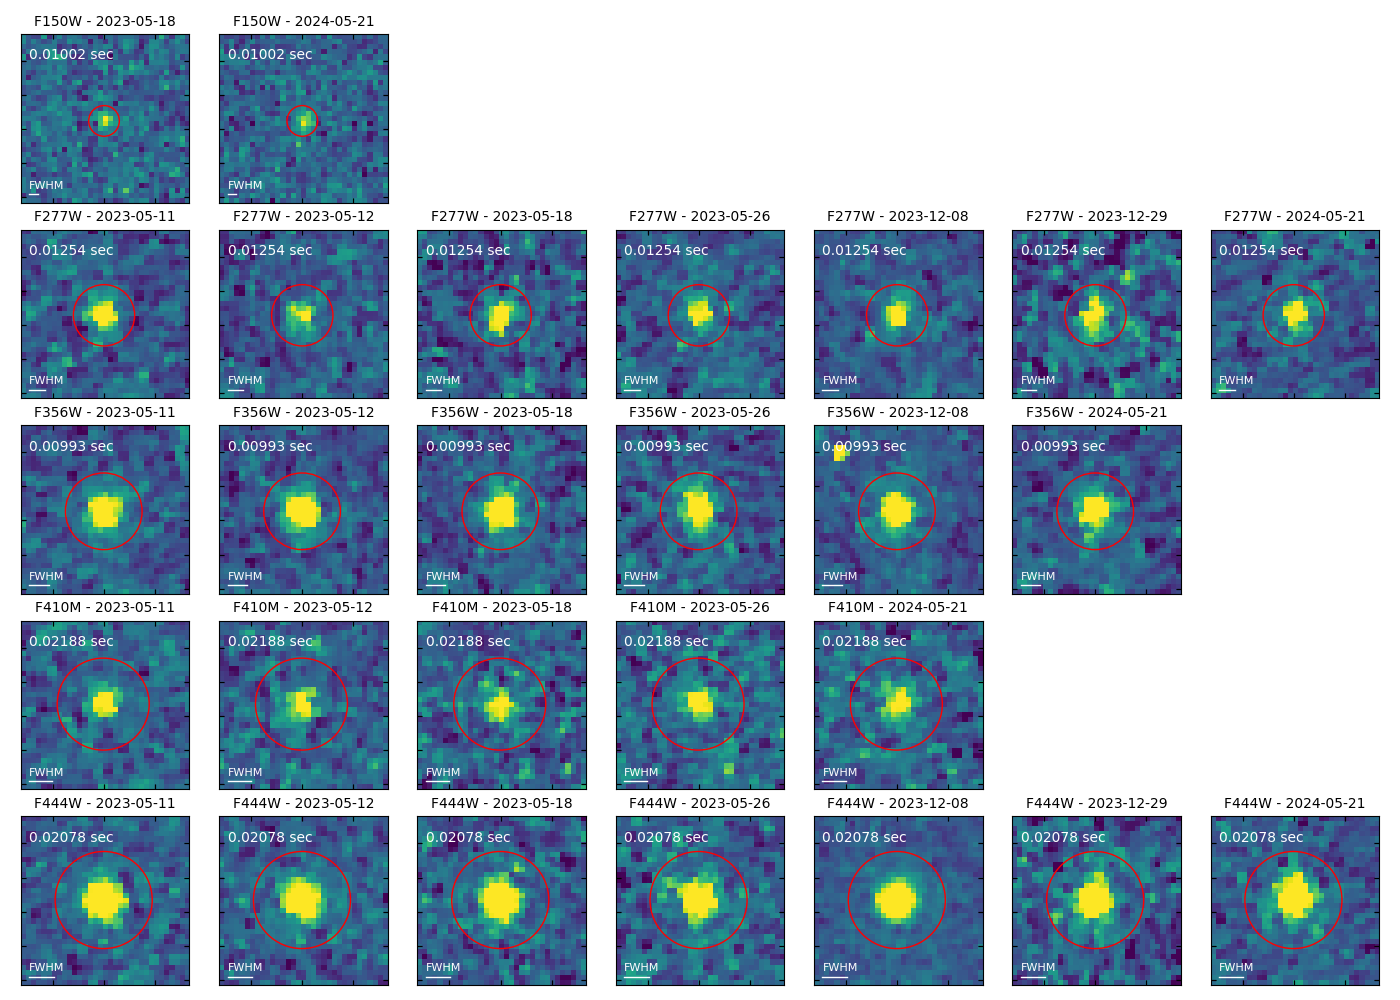 F150W - 2023-05-18
F150W - 2024-05-21
0.01002 sec
0.01002 sec
FWHM
FWHM
F277W - 2023-05-11
F277W - 2023-05-12
F277W - 2023-05-18
F277W - 2023-05-26
F277W - 2023-12-08
F277W - 2023-12-29
F277W - 2024-05-21
0.01254 sec
0.01254 sec
0.01254 sec
0.01254 sec
0.01254 sec
0.01254 sec
0.01254 sec
FWHM
FWHM
FWHM
FWHM
FWHM
FWHM
FWHM
F356W - 2023-05-11
F356W - 2023-05-12
F356W - 2023-05-18
F356W - 2023-05-26
F356W - 2023-12-08
F356W - 2024-05-21
0.00993 sec
0.00993 sec
0.00993 sec
0.00993 sec
0.00993 sec
0.00993 sec
FWHM
FWHM
FWHM
FWHM
FWHM
FWHM
F410M - 2023-05-11
F410M - 2023-05-12
F410M - 2023-05-18
F410M - 2023-05-26
F410M - 2024-05-21
0.02188 sec
0.02188 sec
0.02188 sec
0.02188 sec
0.02188 sec
FWHM
FWHM
FWHM
FWHM
FWHM
F444W - 2023-05-11
F444W - 2023-05-12
F444W - 2023-05-18
F444W - 2023-05-26
F444W - 2023-12-08
F444W - 2023-12-29
F444W - 2024-05-21
0.02078 sec
0.02078 sec
0.02078 sec
0.02078 sec
0.02078 sec
0.02078 sec
0.02078 sec
FWHM
FWHM
FWHM
FWHM
FWHM
FWHM
FWHM